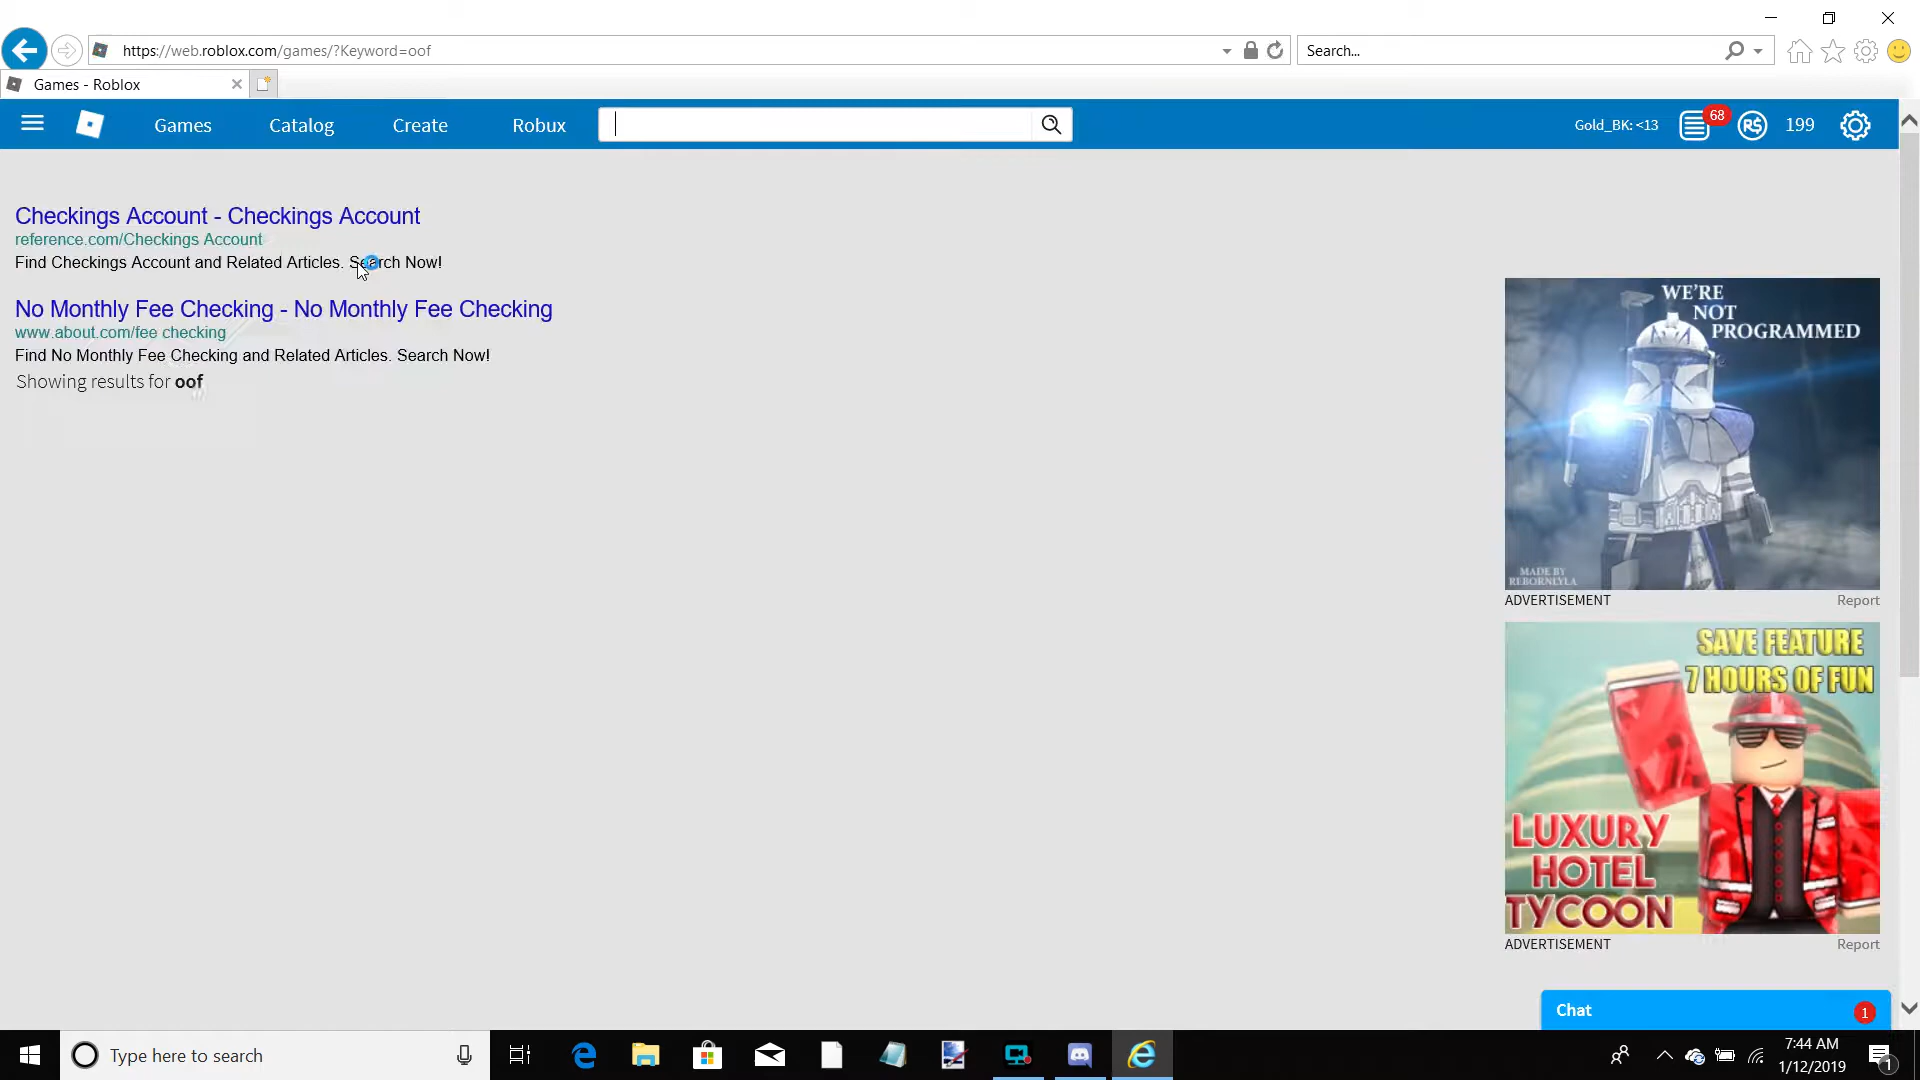 https://web.roblox.com/games/?Keyword=oof
Search...
Games - Roblox
Games
Catalog
Create
Robux
Gold_BK: <13
68
R$
199
Checkings Account - Checkings Account
reference.com/Checkings Account
Find Checkings Account and Related Articles. Search Now!
No Monthly Fee Checking - No Monthly Fee Checking
www.about.com/fee checking
Find No Monthly Fee Checking and Related Articles. Search Now!
Showing results for oof
WE'RE
NOT
PROGRAMMED
MADE BY
REBORNLYLA
ADVERTISEMENT
Report
SAVE FEATURE
7 HOURS OF FUN
LUXURY
HOTEL
TYCOON
ADVERTISEMENT
Report
Chat
1
Type here to search
7:44 AM
1/12/2019
1